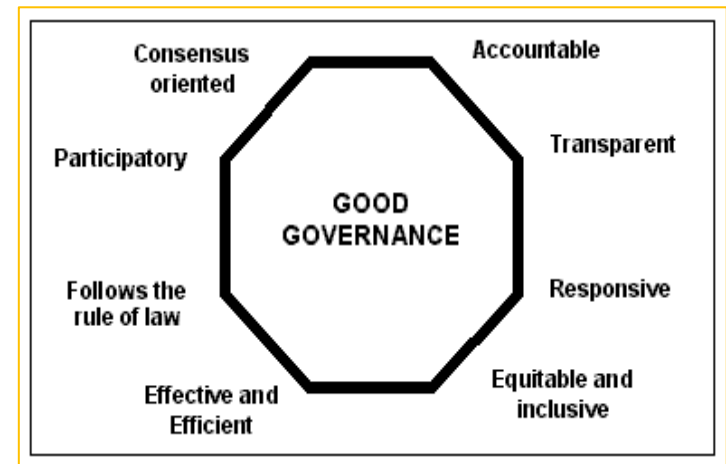 Consensus
oriented
Accountable
Participatory
Transparent
GOOD
GOVERNANCE
Follows the
rule of law
Responsive
Effective and
Efficient
Equitable and
inclusive